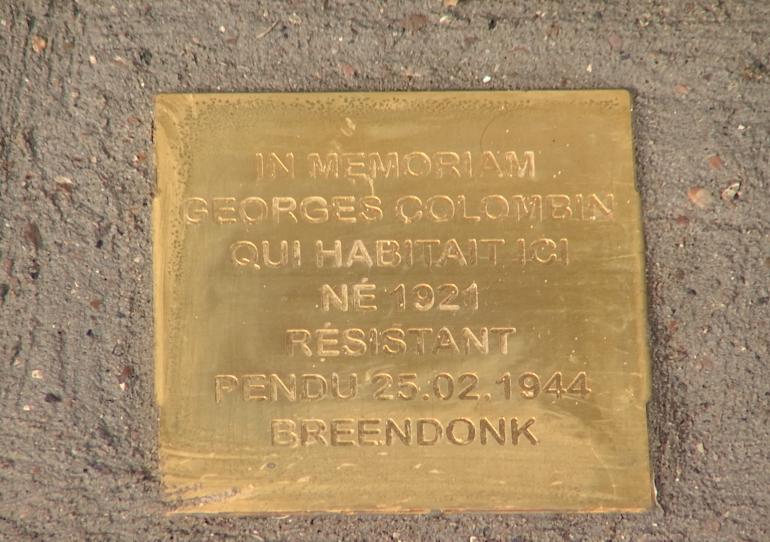 IN MEMORIAM
GEORGES COLOMBIN
QUI HABITAIT ICI
NÉ 1921
RÉSISTANT
PENDU 25.02.1944
BREENDONK